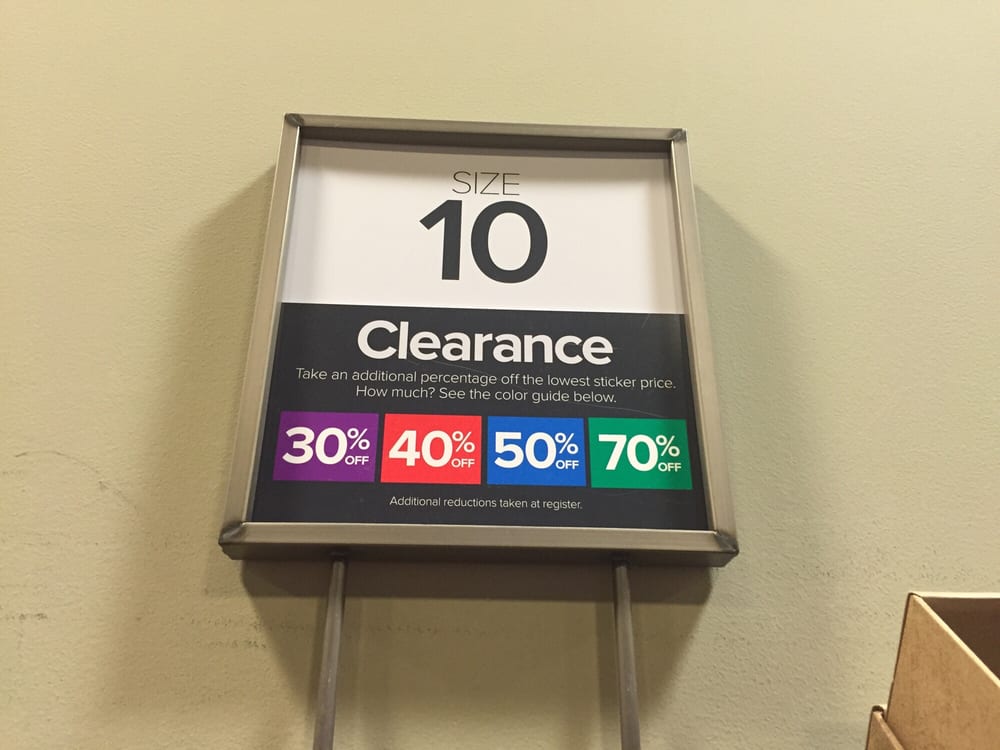 SIZE
10
Clearance
Take an additional percentage off the lowest sticker price.
How much? See the color guide below.
30% OFF 40% OFF 50% OFF 70% OFF
Additional reductions taken at register.